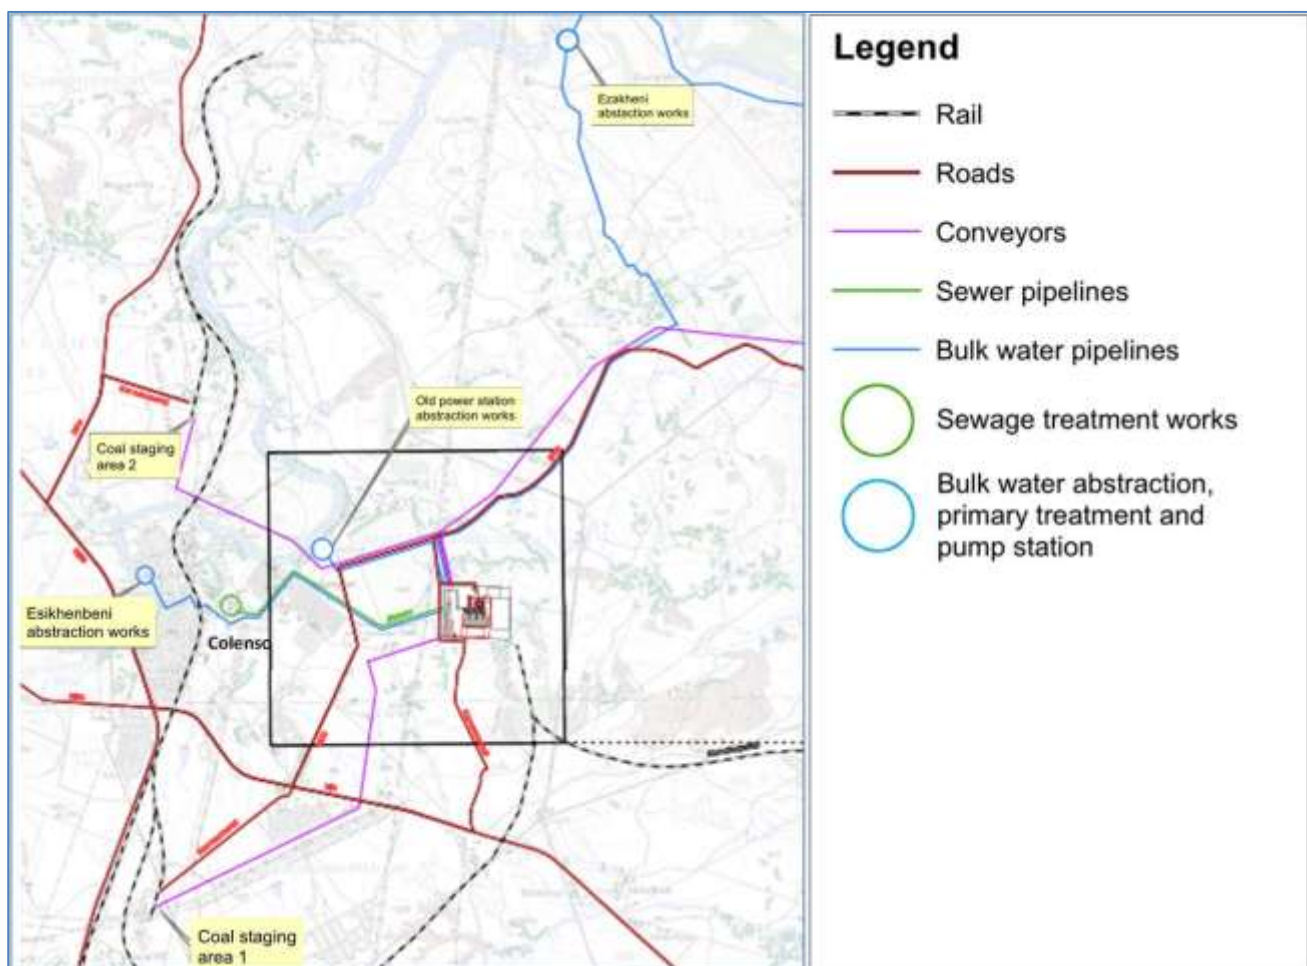 Ezakheni
abstaction works
Old power station
abstraction works
Coal staging
area 2
Esikhenbeni
abstraction works
Colenso
Coal staging
area 1
Legend
Rail
Roads
Conveyors
Sewer pipelines
Bulk water pipelines
Sewage treatment works
Bulk water abstraction,
primary treatment and
pump station